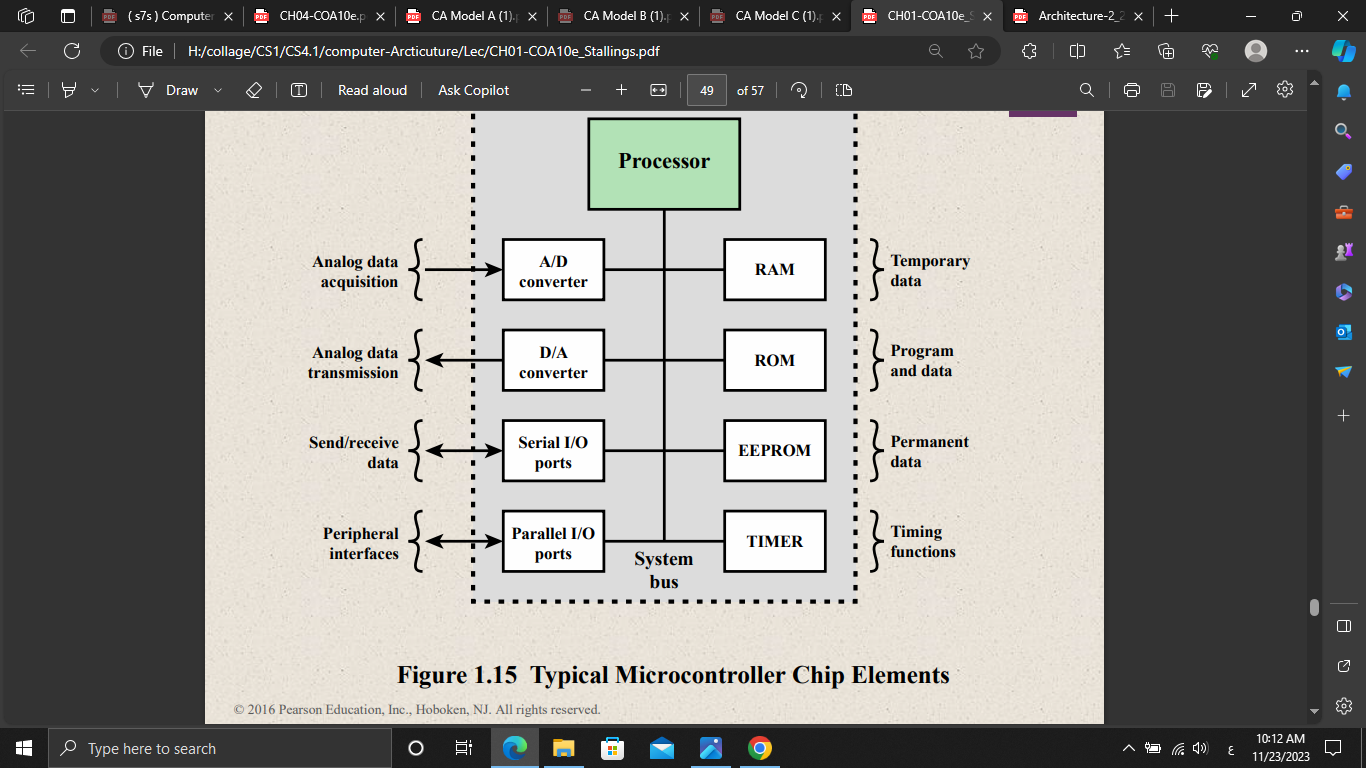 ( s7s ) Computer
CH04-COA10e.p
CA Model A (1).p
CA Model B (1).p
CA Model C (1).p
CH01-COA10e_S
Architecture-2_2
File
H:/collage/CS1/CS4.1/computer-Arcticuture/Lec/CH01-COA10e_Stallings.pdf
Draw
Read aloud
Ask Copilot
49
of 57
Processor
Analog data
acquisition
A/D
converter
RAM
Temporary
data
Analog data
transmission
D/A
converter
ROM
Program
and data
Send/receive
data
Serial I/O
ports
EEPROM
Permanent
data
Peripheral
interfaces
Parallel I/O
ports
TIMER
Timing
functions
System
bus
Figure 1.15 Typical Microcontroller Chip Elements
© 2016 Pearson Education, Inc., Hoboken, NJ. All rights reserved.
Type here to search
ع
10:12 AM
11/23/2023